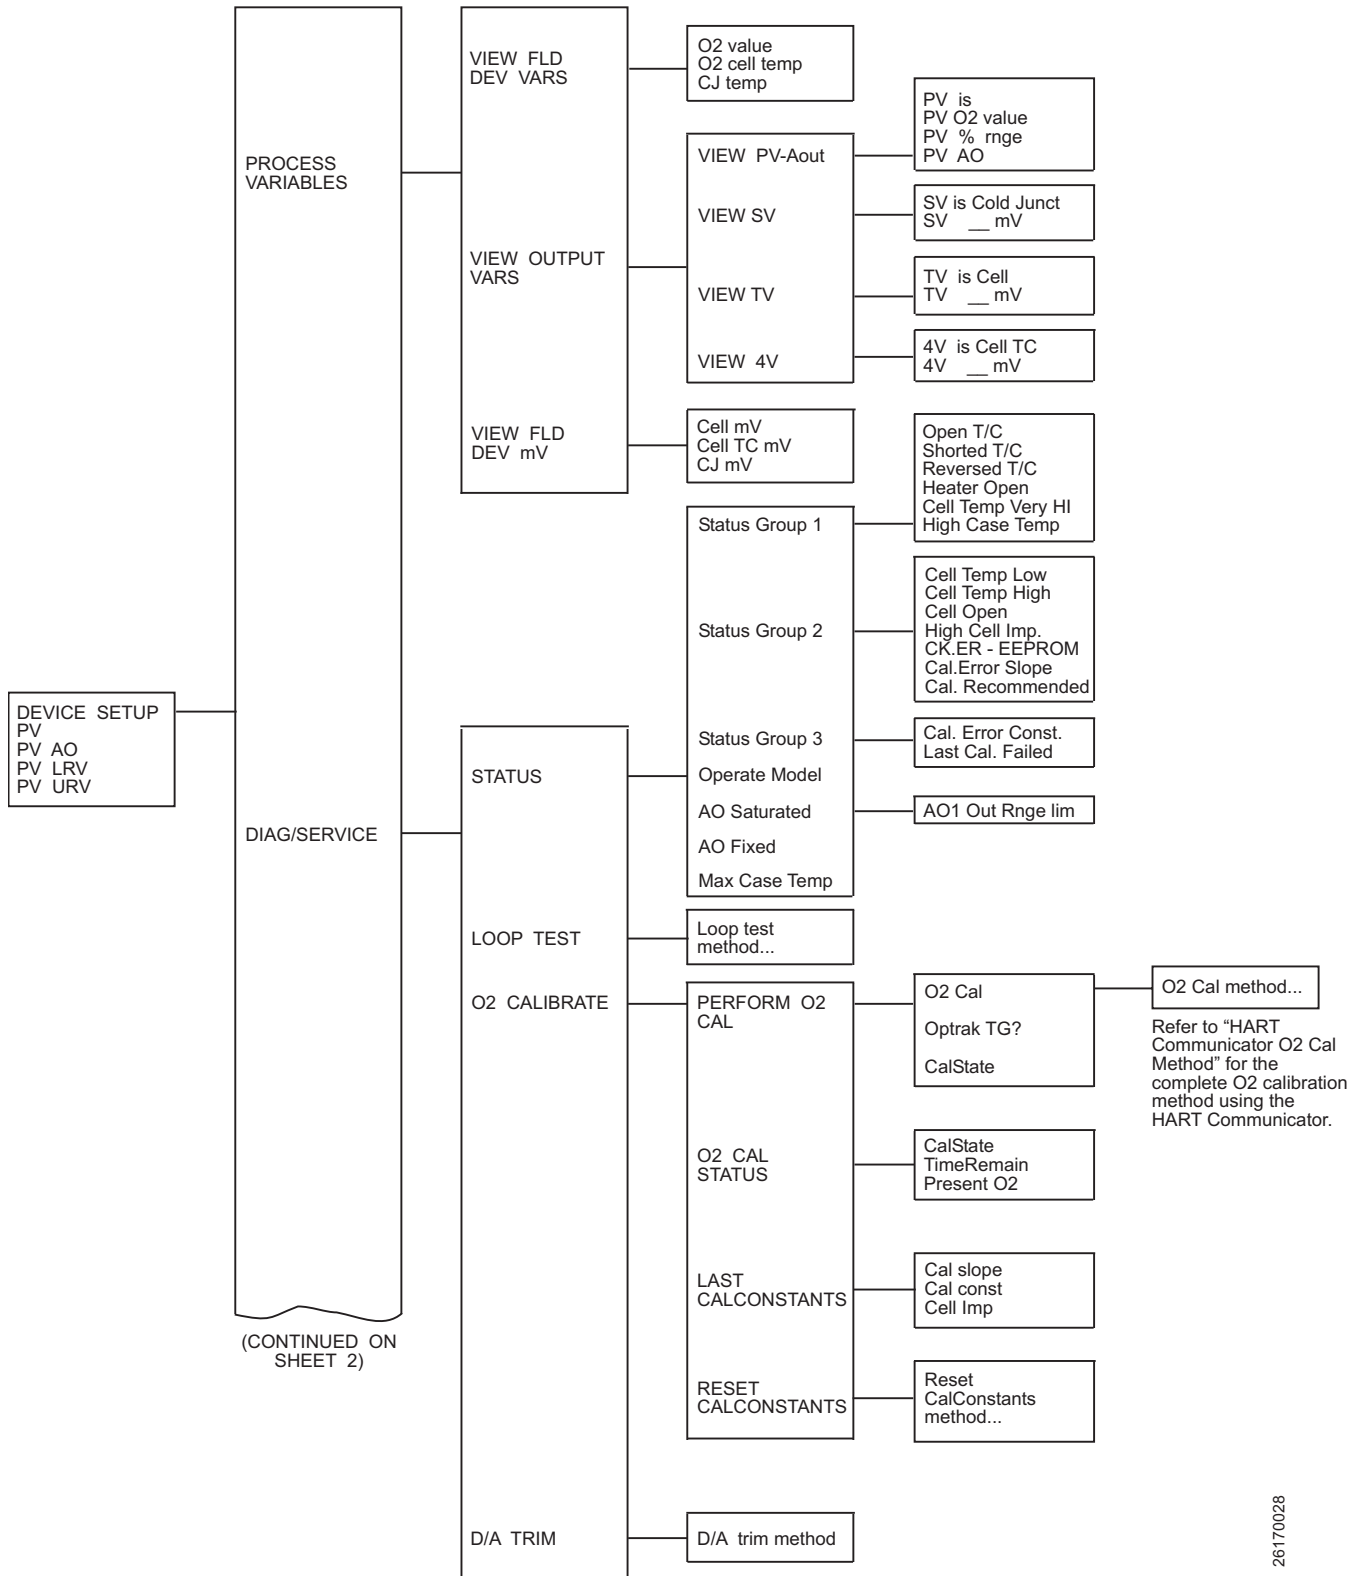 DEVICE SETUP
PV
PV AO
PV LRV
PV URV
PROCESS
VARIABLES
DIAG/SERVICE
(CONTINUED ON
SHEET 2)
VIEW FLD
DEV VARS
VIEW OUTPUT
VARS
VIEW FLD
DEV mV
O2 value
O2 cell temp
CJ temp
VIEW PV-Aout
VIEW SV
VIEW TV
VIEW 4V
PV is
PV O2 value
PV % rnge
PV AO
SV is Cold Junct
SV __ mV
TV is Cell
TV __ mV
4V is Cell TC
4V __ mV
Cell mV
Cell TC mV
CJ mV
STATUS
LOOP TEST
O2 CALIBRATE
D/A TRIM
Status Group 1
Status Group 2
Status Group 3
Operate Model
AO Saturated
AO Fixed
Max Case Temp
Open T/C
Shorted T/C
Reversed T/C
Heater Open
Cell Temp Very HI
High Case Temp
Cell Temp Low
Cell Temp High
Cell Open
High Cell Imp.
CK.ER - EEPROM
Cal.Error Slope
Cal. Recommended
Cal. Error Const.
Last Cal. Failed
AO1 Out Rnge lim
Loop test
method...
PERFORM O2
CAL
O2 CAL
STATUS
LAST
CALCONSTANTS
RESET
CALCONSTANTS
O2 Cal
Optrak TG?
CalState
O2 Cal method...
Refer to “HART
Communicator O2 Cal
Method” for the
complete O2 calibration
method using the
HART Communicator.
CalState
TimeRemain
Present O2
Cal slope
Cal const
Cell Imp
Reset
CalConstants
method...
D/A trim method
26170028